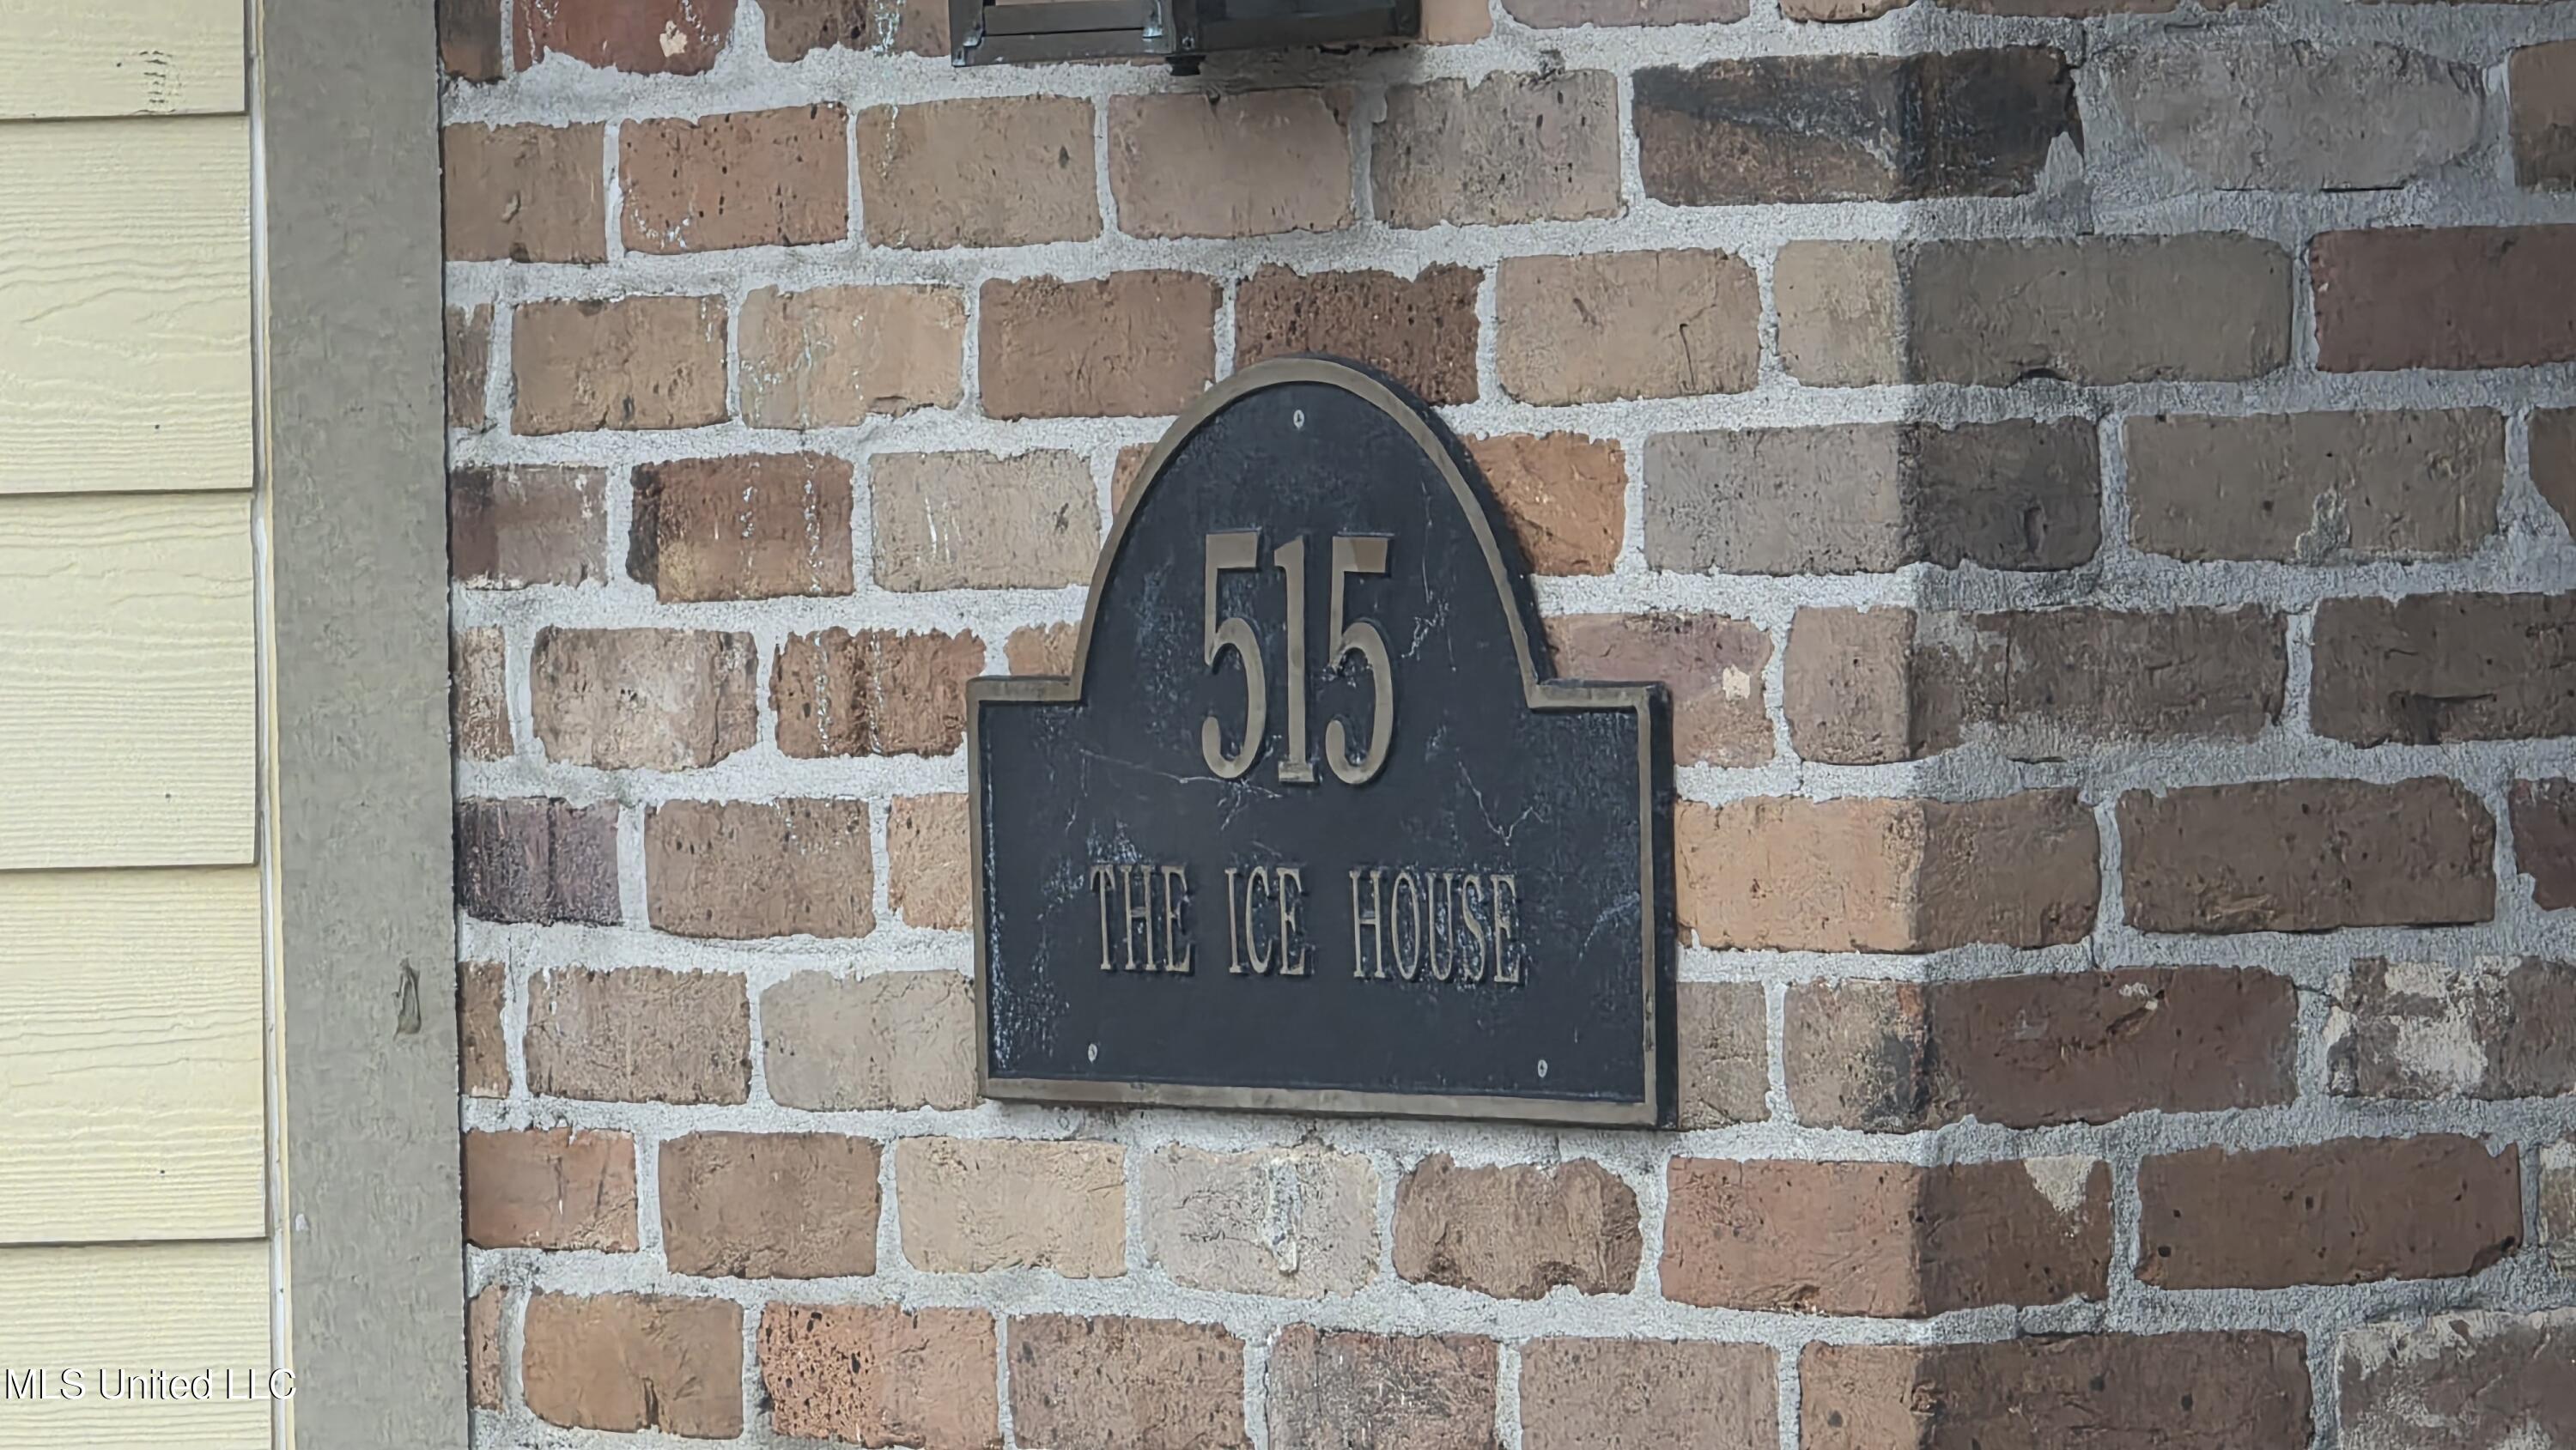 515
THE ICE HOUSE
MLS United LLC